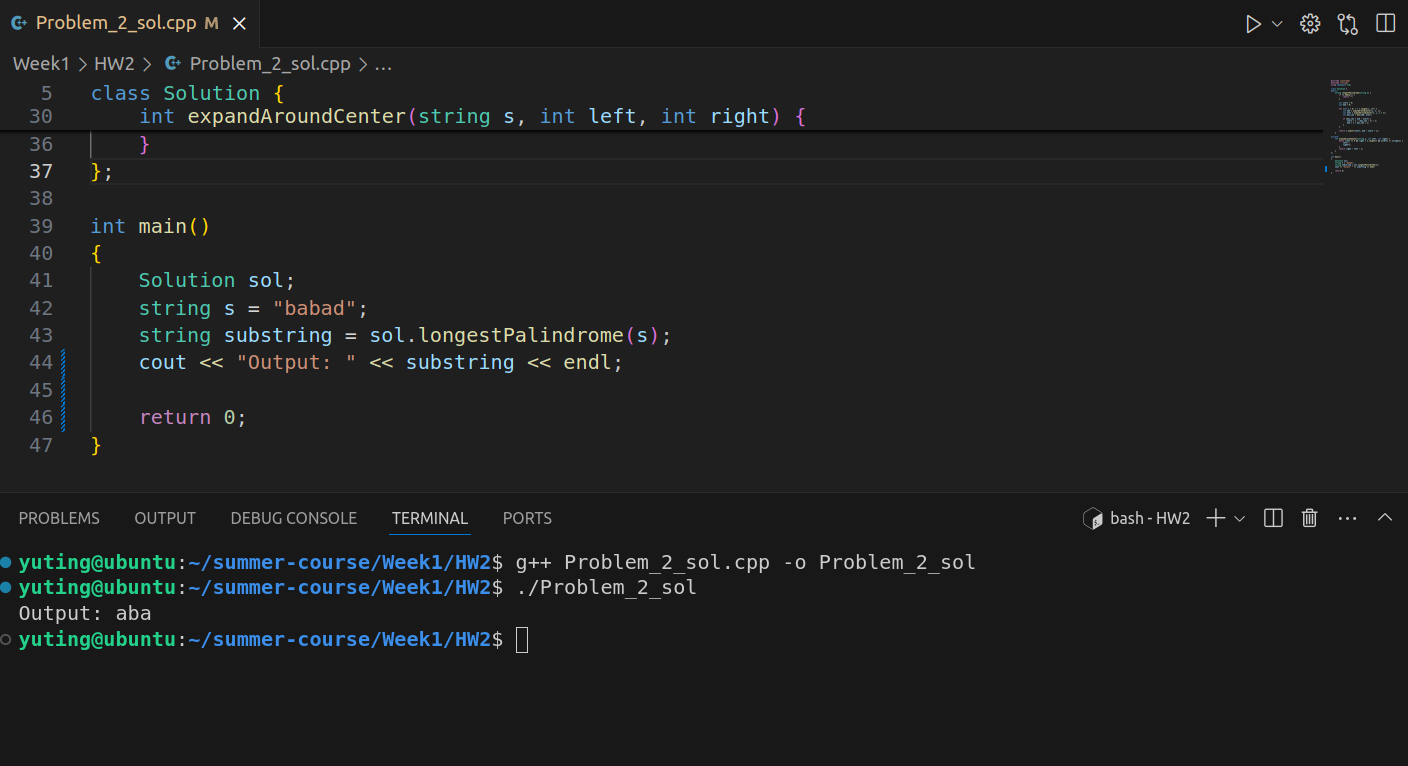 Problem_2_sol.cpp M
Week1 > HW2 > Problem_2_sol.cpp > ...
5 class Solution {
30     int expandAroundCenter(string s, int left, int right) {
36     }
37 };
38
39 int main()
40 {
41     Solution sol;
42     string s = "babad";
43     string substring = sol.longestPalindrome(s);
44     cout << "Output: " << substring << endl;
45
46     return 0;
47 }
PROBLEMS OUTPUT DEBUG CONSOLE TERMINAL PORTS bash - HW2
yuting@ubuntu:~/summer-course/Week1/HW2$ g++ Problem_2_sol.cpp -o Problem_2_sol
yuting@ubuntu:~/summer-course/Week1/HW2$ ./Problem_2_sol
Output: aba
yuting@ubuntu:~/summer-course/Week1/HW2$